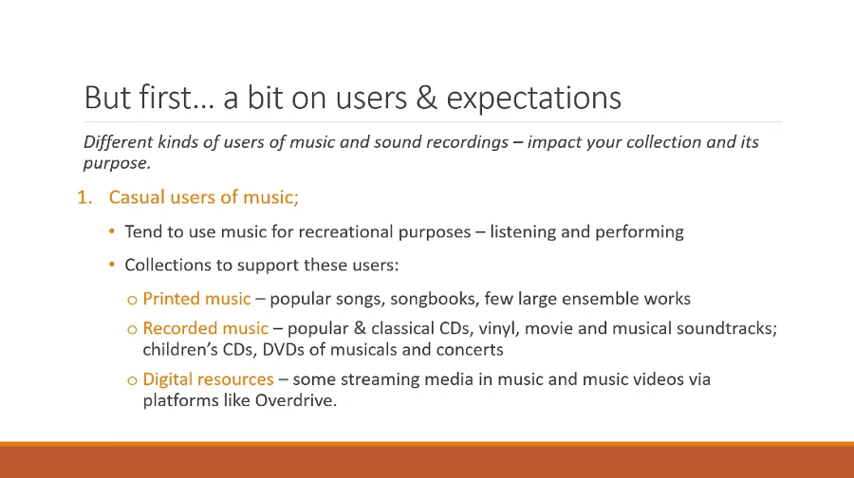 But first... a bit on users & expectations
Different kinds of users of music and sound recordings – impact your collection and its
purpose.
1. Casual users of music;
• Tend to use music for recreational purposes – listening and performing
• Collections to support these users:
o Printed music – popular songs, songbooks, few large ensemble works
o Recorded music – popular & classical CDs, vinyl, movie and musical soundtracks;
children's CDs, DVDs of musicals and concerts
o Digital resources – some streaming media in music and music videos via
platforms like Overdrive.